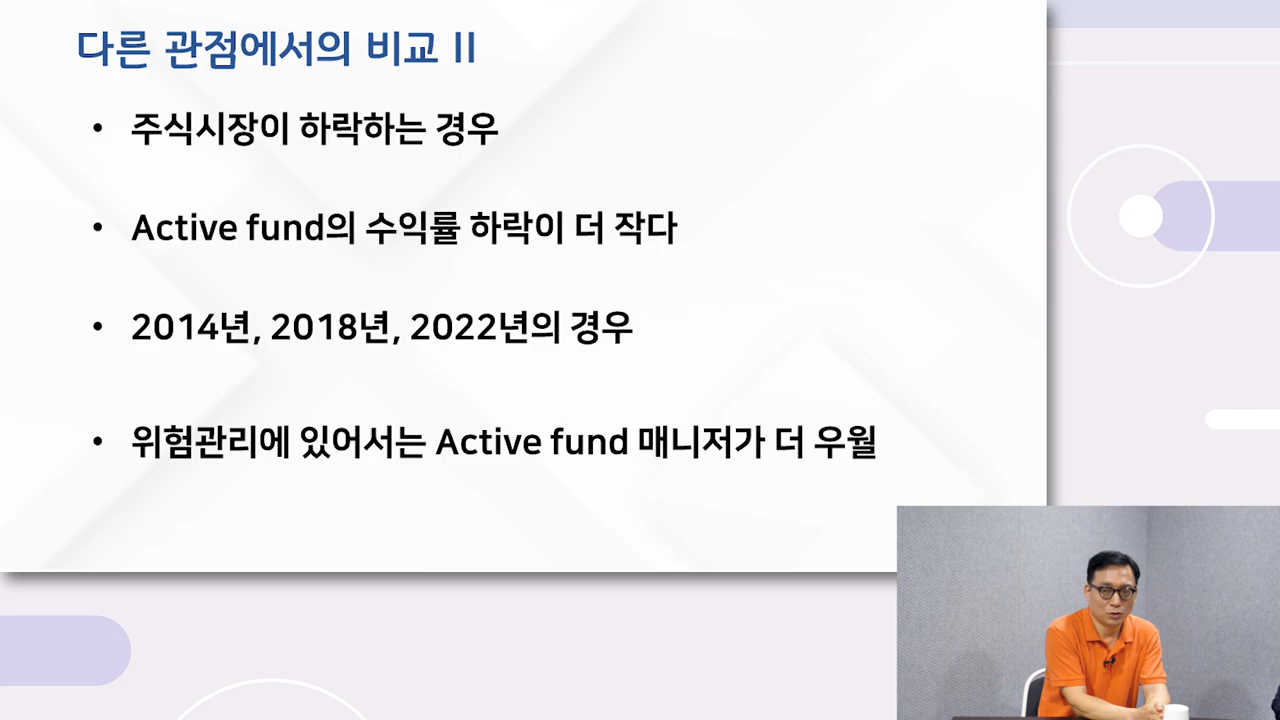 다른 관점에서의 비교 II
• 주식시장이 하락하는 경우
• Active fund의 수익률 하락이 더 작다
• 2014년, 2018년, 2022년의 경우
• 위험관리에 있어서는 Active fund 매니저가 더 우월